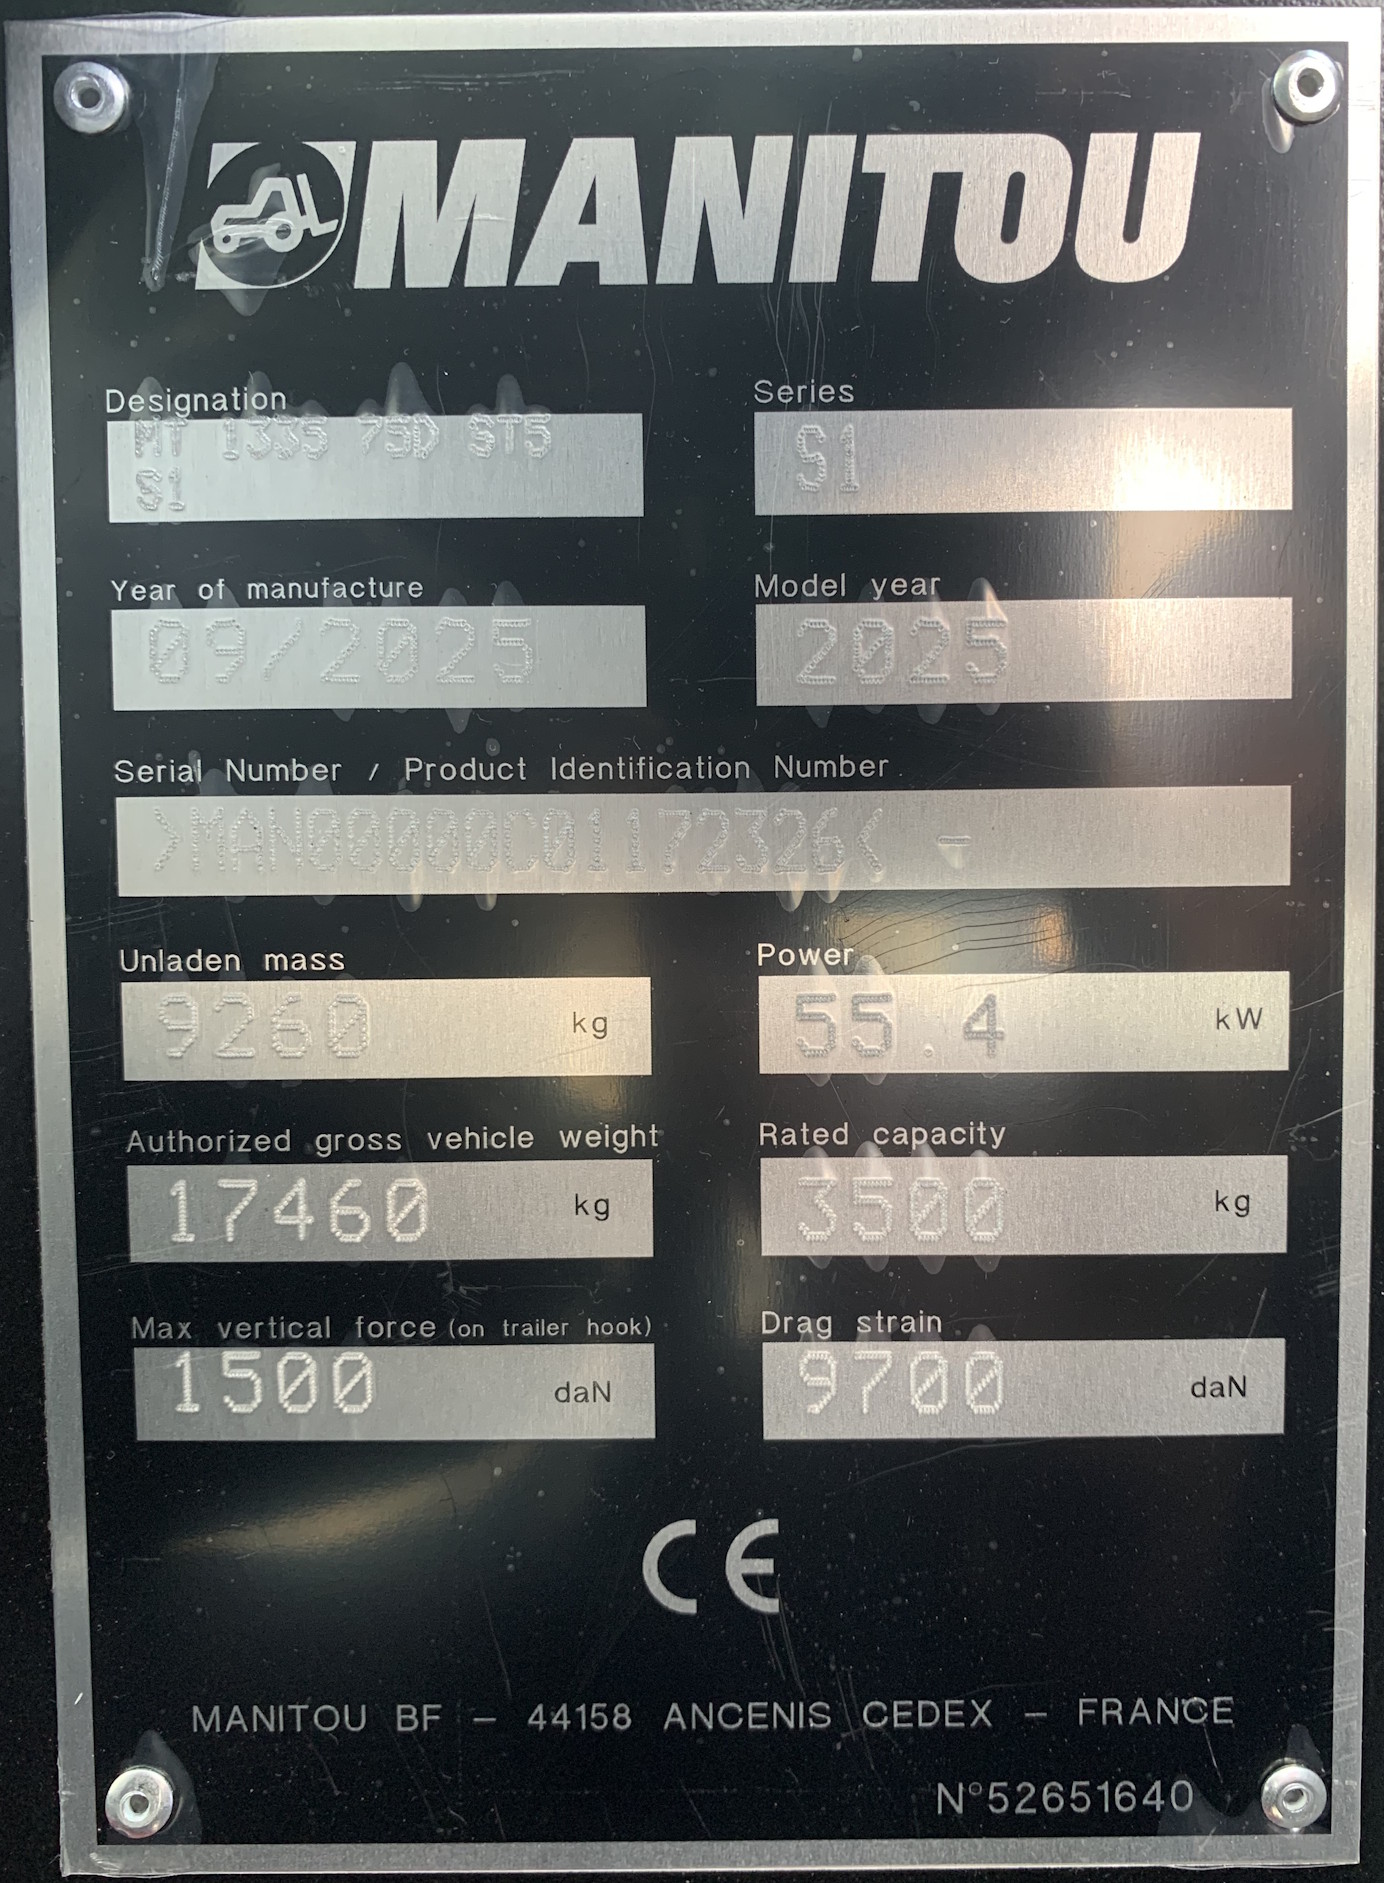 MANITOU
Designation
MT 1335 75D ST5
S1
Series
S1
Year of manufacture
09/2025
Model year
2025
Serial Number / Product Identification Number
>MAN00000C01172326< -
Unladen mass
9260 kg
Power
55.4 kW
Authorized gross vehicle weight
17460 kg
Rated capacity
3500 kg
Max vertical force (on trailer hook)
1500 daN
Drag strain
9700 daN
CE
MANITOU BF - 44158 ANCENIS CEDEX - FRANCE
N°52651640